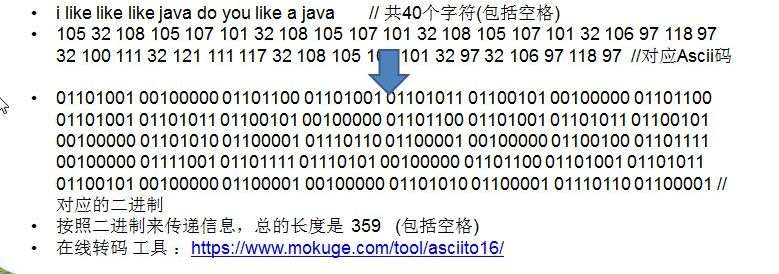 i like like like java do you like a java // 共40个字符(包括空格)
105 32 108 105 107 101 32 108 105 107 101 32 108 105 107 101 32 106 97 118 97
32 100 111 32 121 111 117 32 108 105 101 32 97 32 106 97 118 97 //对应Ascii码
01101001 00100000 01101100 01101001 01101011 01100101 00100000 01101100
01101001 01101011 01100101 00100000 01101100 01101001 01101011 01100101
00100000 01101010 01100001 01110110 01100001 00100000 01100100 01101111
00100000 01111001 01101111 01110101 00100000 01101100 01101001 01101011
01100101 00100000 01100001 00100000 01101010 01100001 01110110 01100001 //
对应的二进制
按照二进制来传递信息，总的长度是 359 (包括空格)
在线转码 工具 ：https://www.mokuge.com/tool/asciito16/